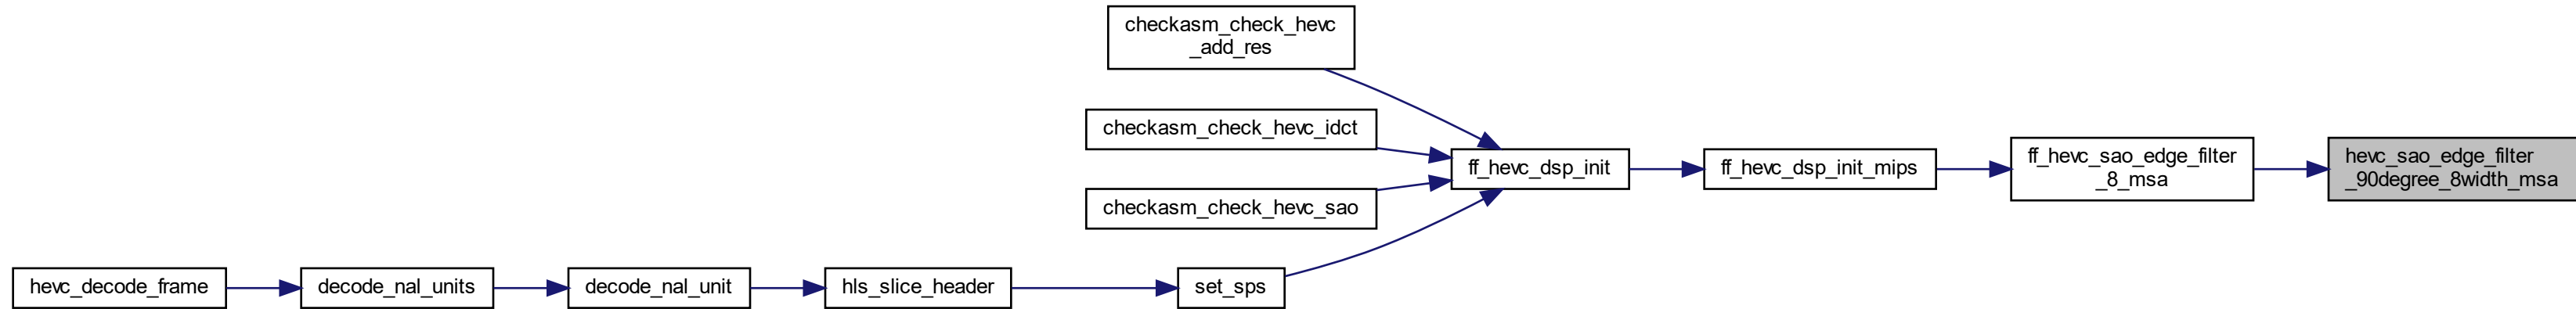 checkasm_check_hevc
_add_res
checkasm_check_hevc_idct
ff_hevc_dsp_init
ff_hevc_dsp_init_mips
ff_hevc_sao_edge_filter
_8_msa
hevc_sao_edge_filter
_90degree_8width_msa
checkasm_check_hevc_sao
hevc_decode_frame
decode_nal_units
decode_nal_unit
hls_slice_header
set_sps